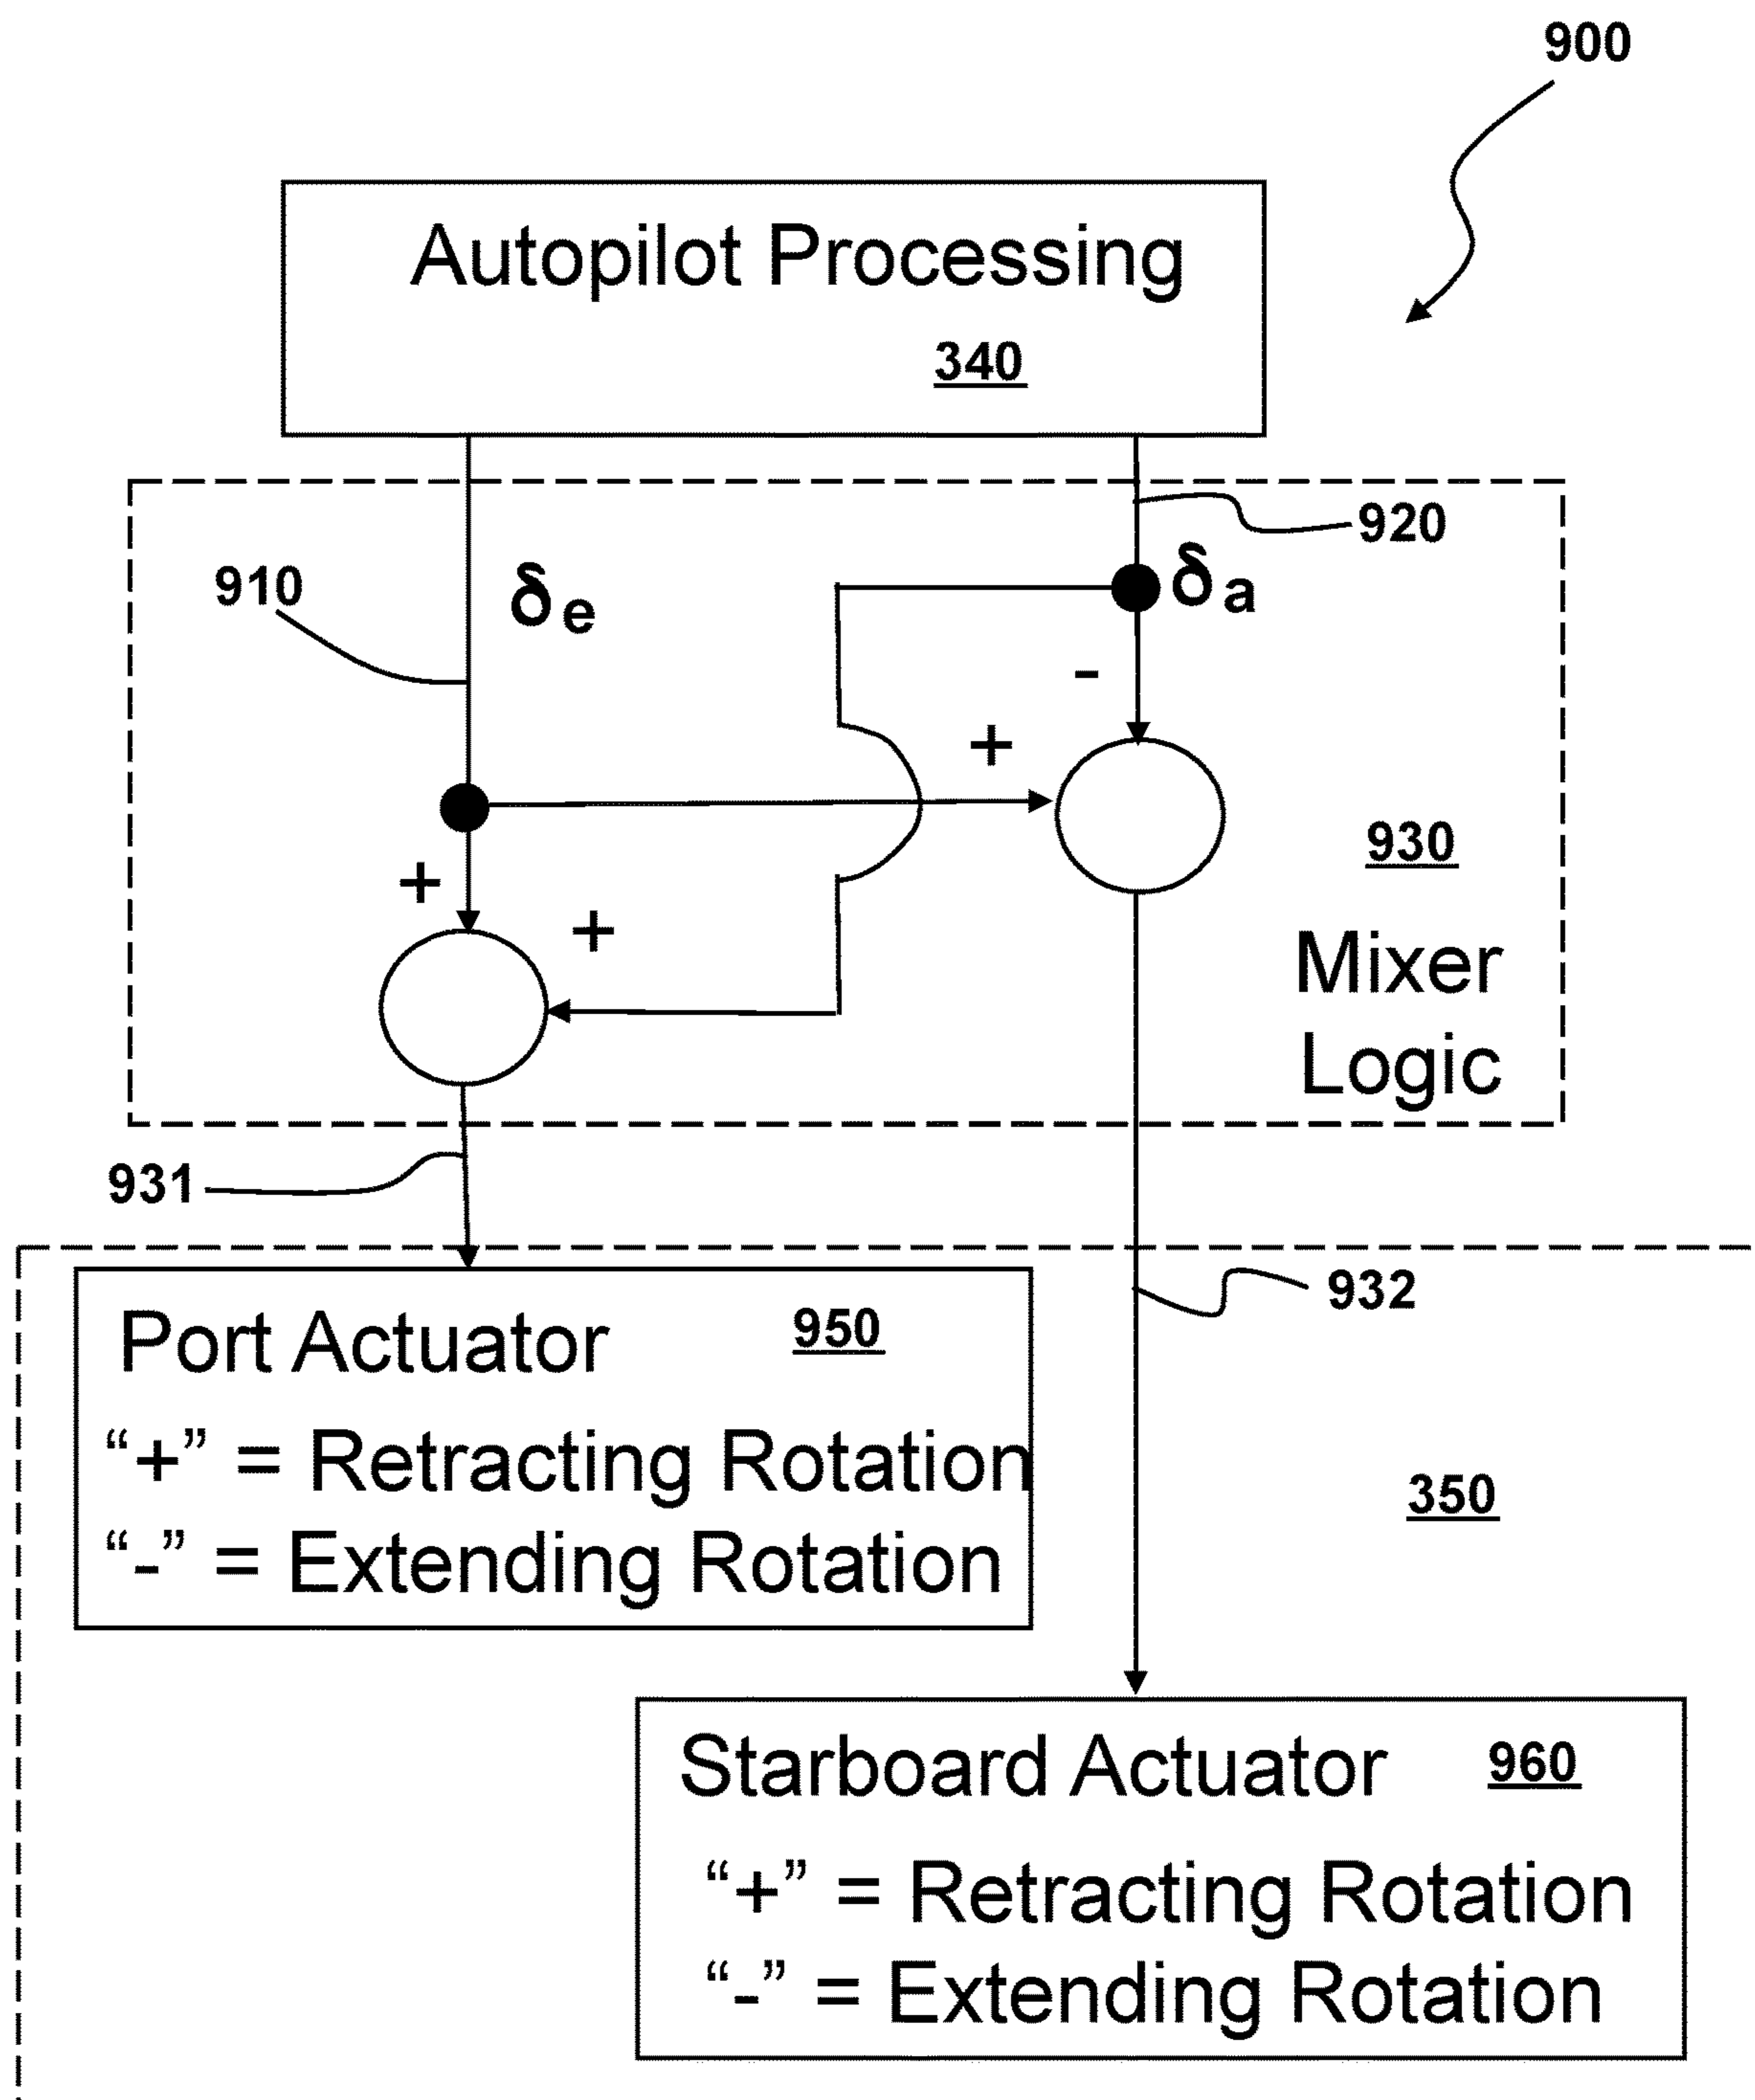 900
Autopilot Processing
340
920
910
δe
δa
-
+
930
+
+
Mixer
Logic
931
932
Port Actuator 950
“+” = Retracting Rotation
“-” = Extending Rotation
350
Starboard Actuator 960
“+” = Retracting Rotation
“-” = Extending Rotation